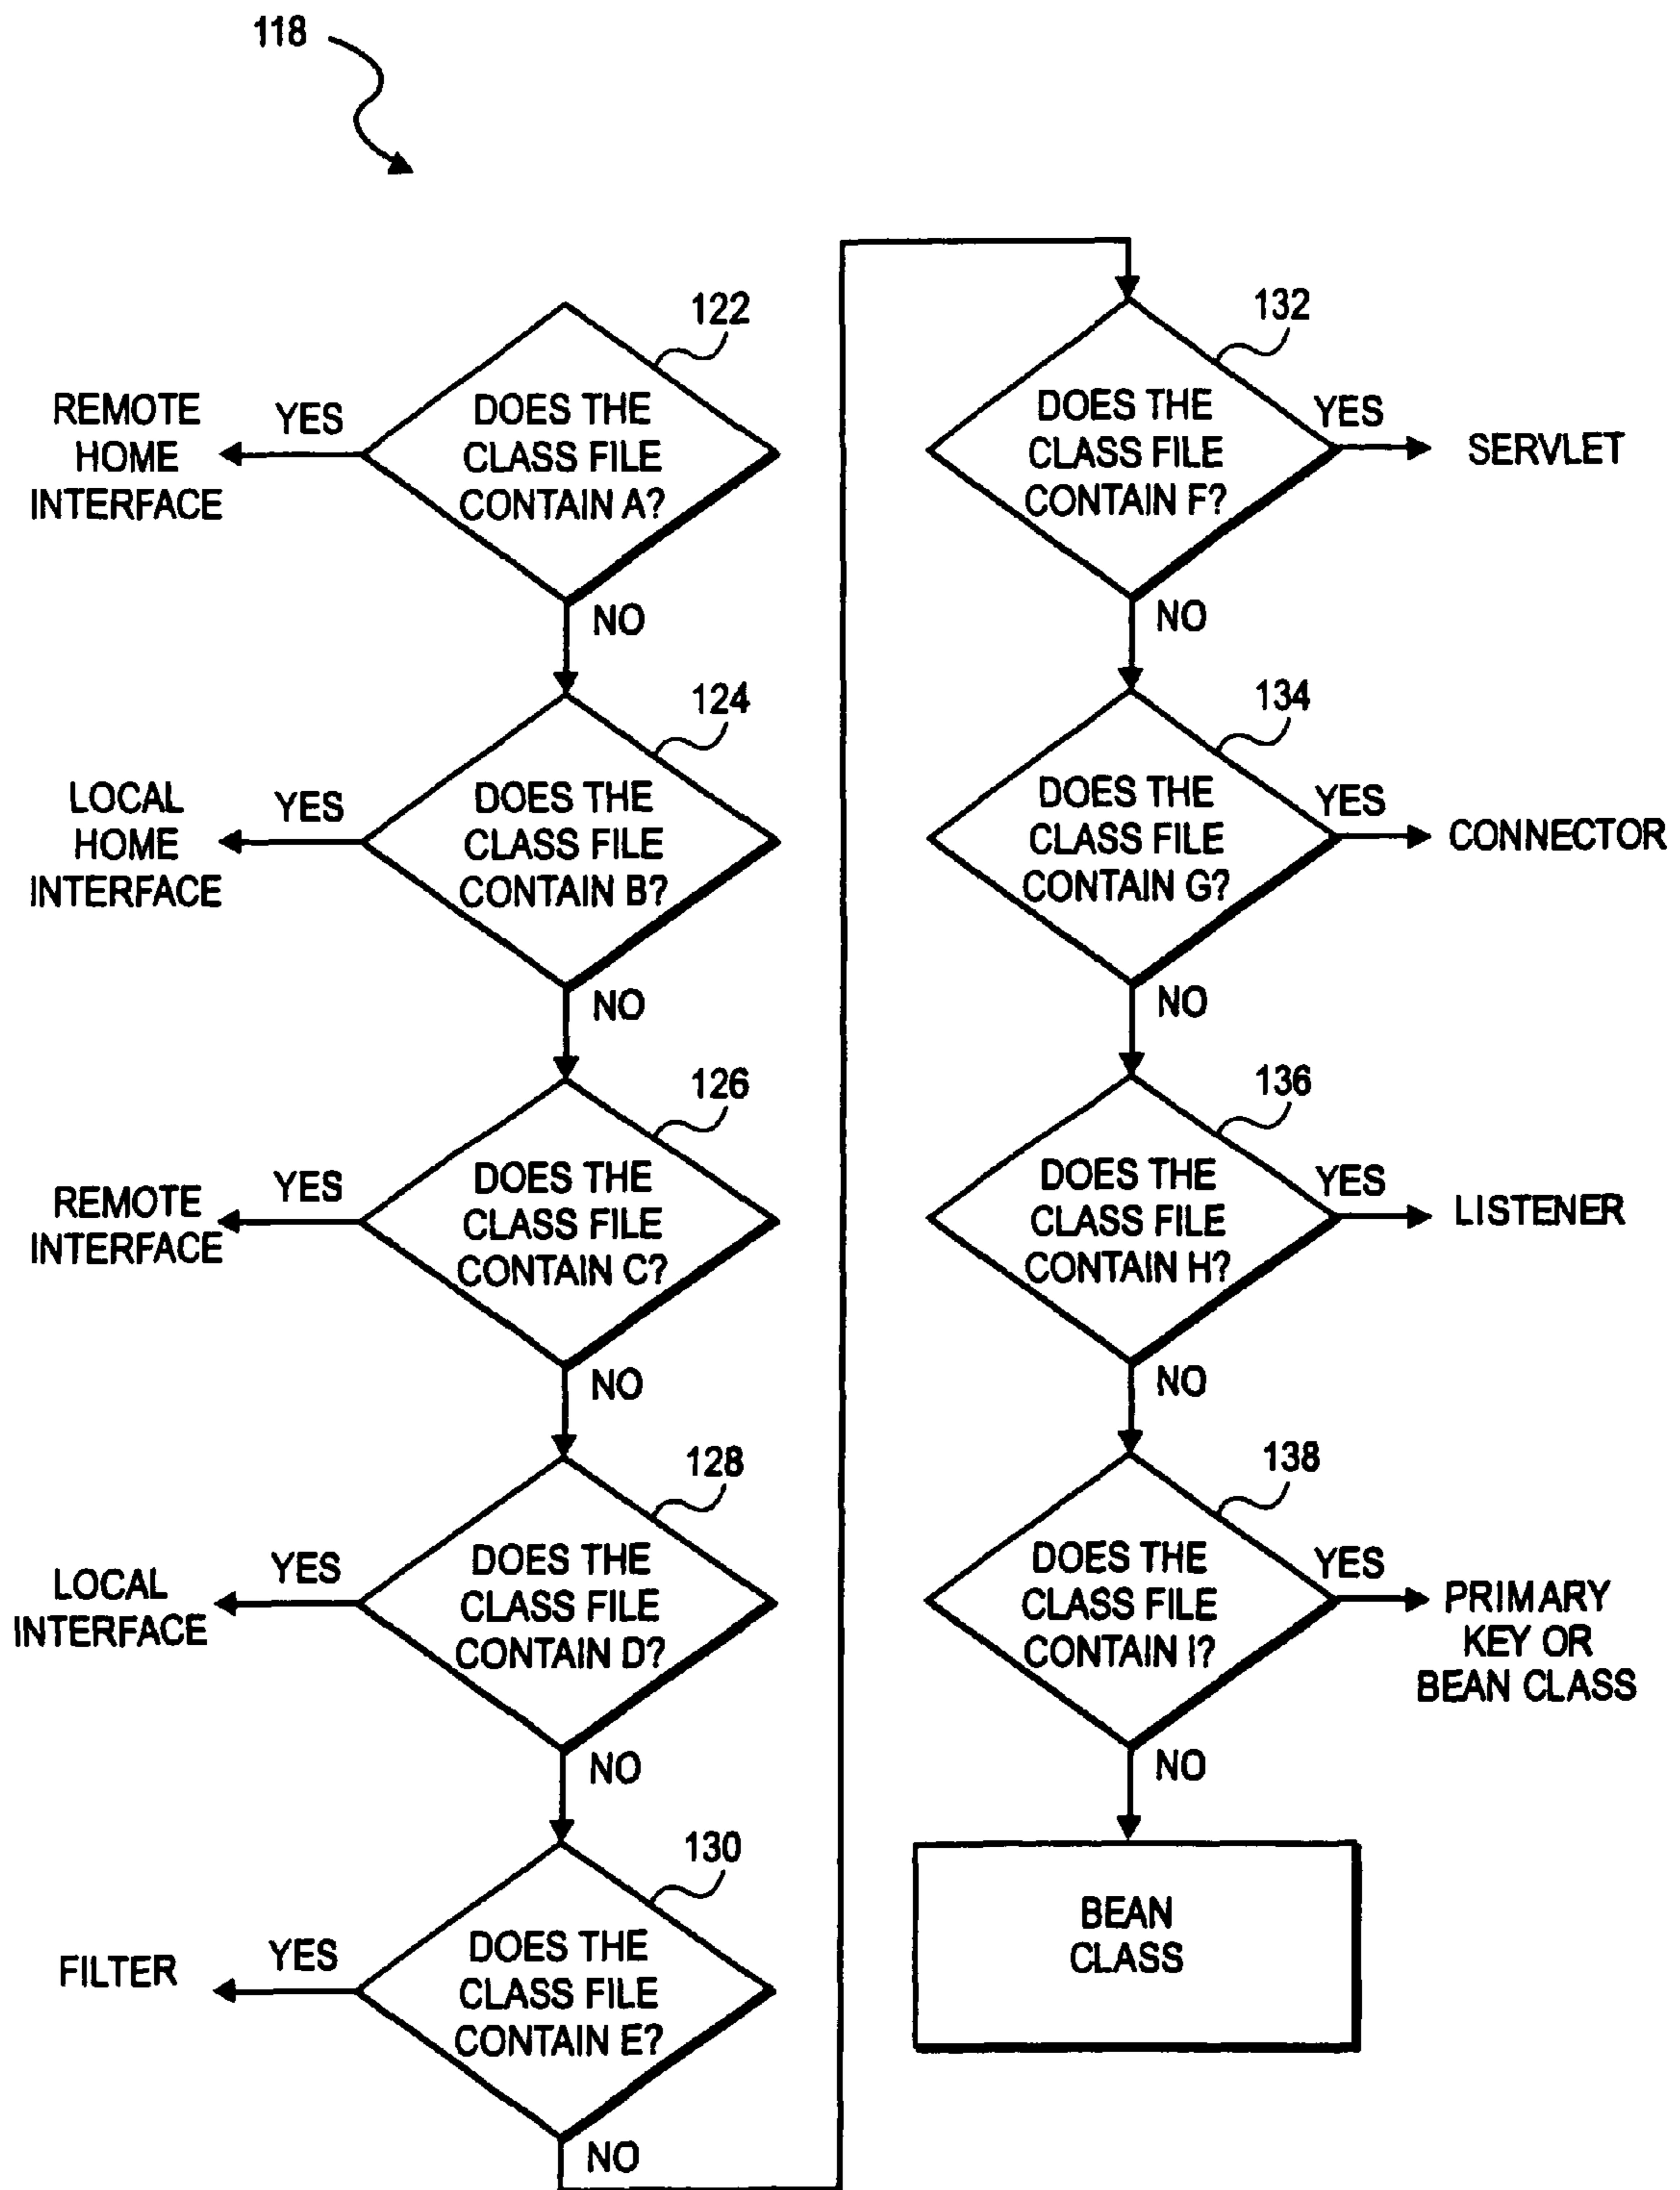 118
122
REMOTE
HOME
INTERFACE
YES
DOES THE
CLASS FILE
CONTAIN A?
NO
124
LOCAL
HOME
INTERFACE
YES
DOES THE
CLASS FILE
CONTAIN B?
NO
126
REMOTE
INTERFACE
YES
DOES THE
CLASS FILE
CONTAIN C?
NO
128
LOCAL
INTERFACE
YES
DOES THE
CLASS FILE
CONTAIN D?
NO
130
FILTER
YES
DOES THE
CLASS FILE
CONTAIN E?
NO
132
DOES THE
CLASS FILE
CONTAIN F?
YES
SERVLET
NO
134
DOES THE
CLASS FILE
CONTAIN G?
YES
CONNECTOR
NO
136
DOES THE
CLASS FILE
CONTAIN H?
YES
LISTENER
NO
138
DOES THE
CLASS FILE
CONTAIN I?
YES
PRIMARY
KEY OR
BEAN CLASS
NO
BEAN
CLASS